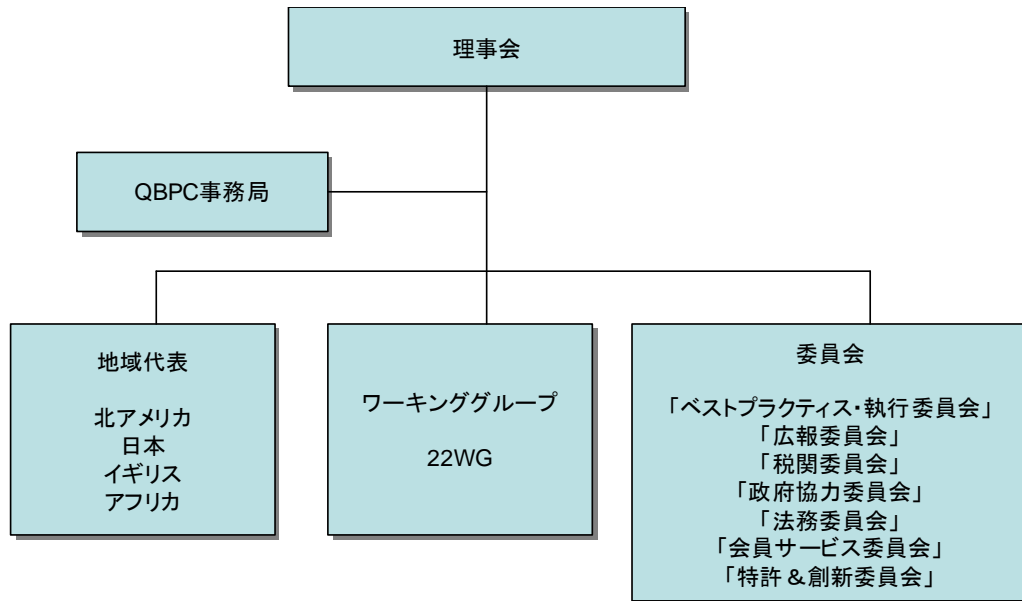 理事会
QBPC事務局
地域代表
北アメリカ
日本
イギリス
アフリカ
ワーキンググループ
22WG
委員会
「ベストプラクティス・執行委員会」
「広報委員会」
「税関委員会」
「政府協力委員会」
「法務委員会」
「会員サービス委員会」
「特許＆創新委員会」